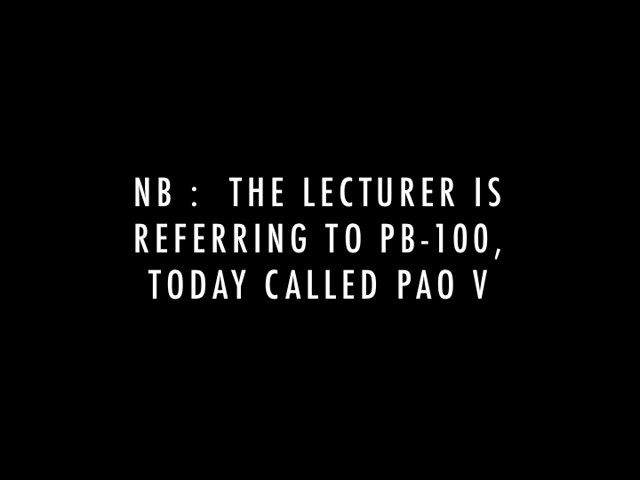 NB :  THE LECTURER IS
REFERRING TO PB-100,
TODAY CALLED PAO V